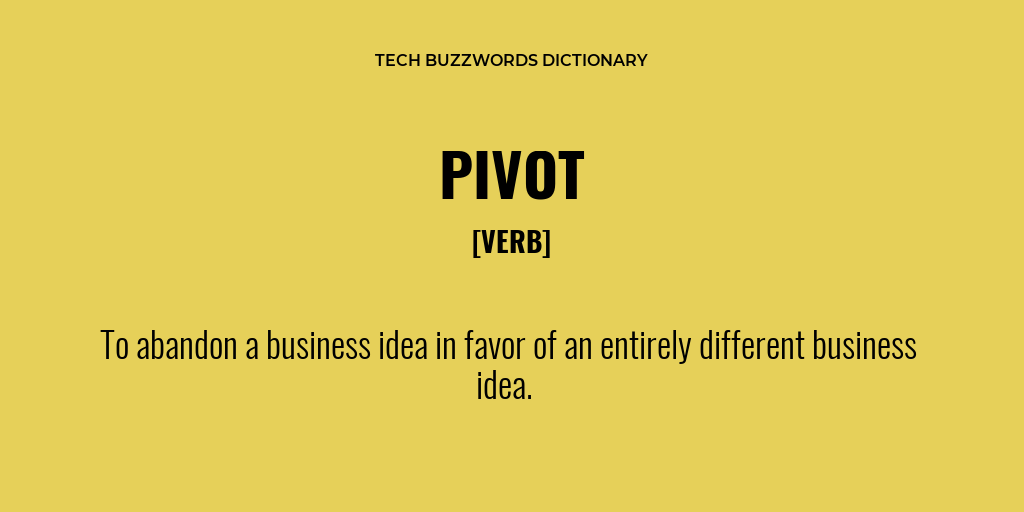 TECH BUZZWORDS DICTIONARY
PIVOT
[VERB]
To abandon a business idea in favor of an entirely different business
idea.